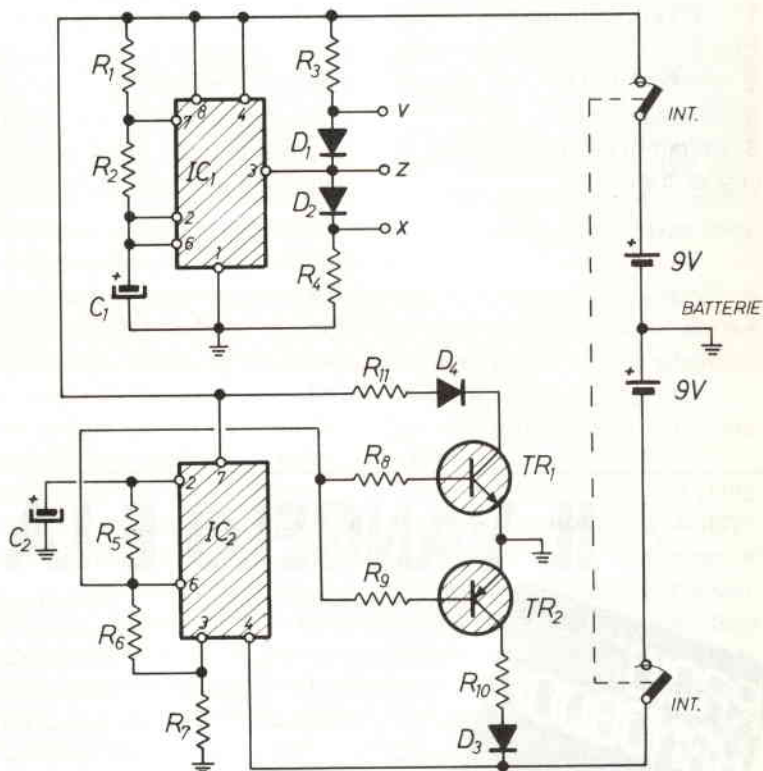 R1
R3
INT.
8
4
V
7
D1
R2
IC1
3
Z
D2
2
X
6
9V
R4
1
C1
BATTERIE
R11
D4
9V
7
TR1
R8
2
C2
R5
IC2
6
R9
TR2
R6
3
4
R10
R7
INT.
D3